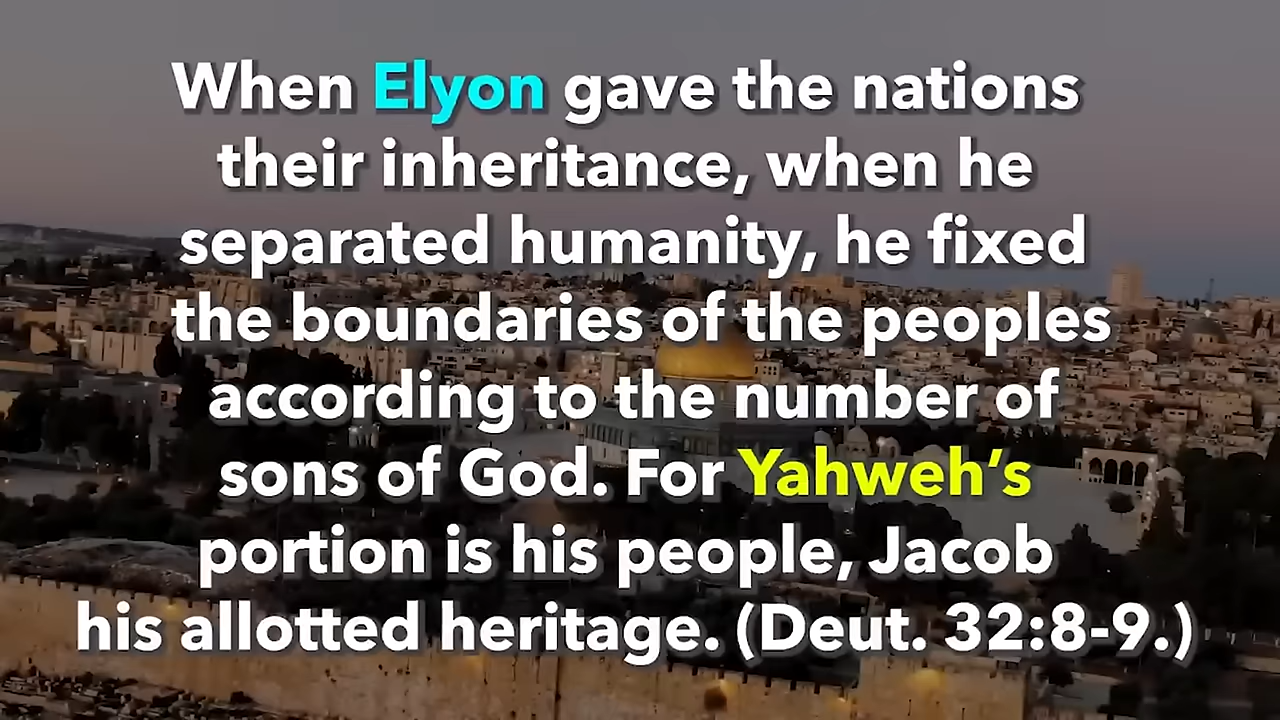 When Elyon gave the nations
their inheritance, when he
separated humanity, he fixed
the boundaries of the peoples
according to the number of
sons of God. For Yahweh’s
portion is his people, Jacob
his allotted heritage. (Deut. 32:8-9.)